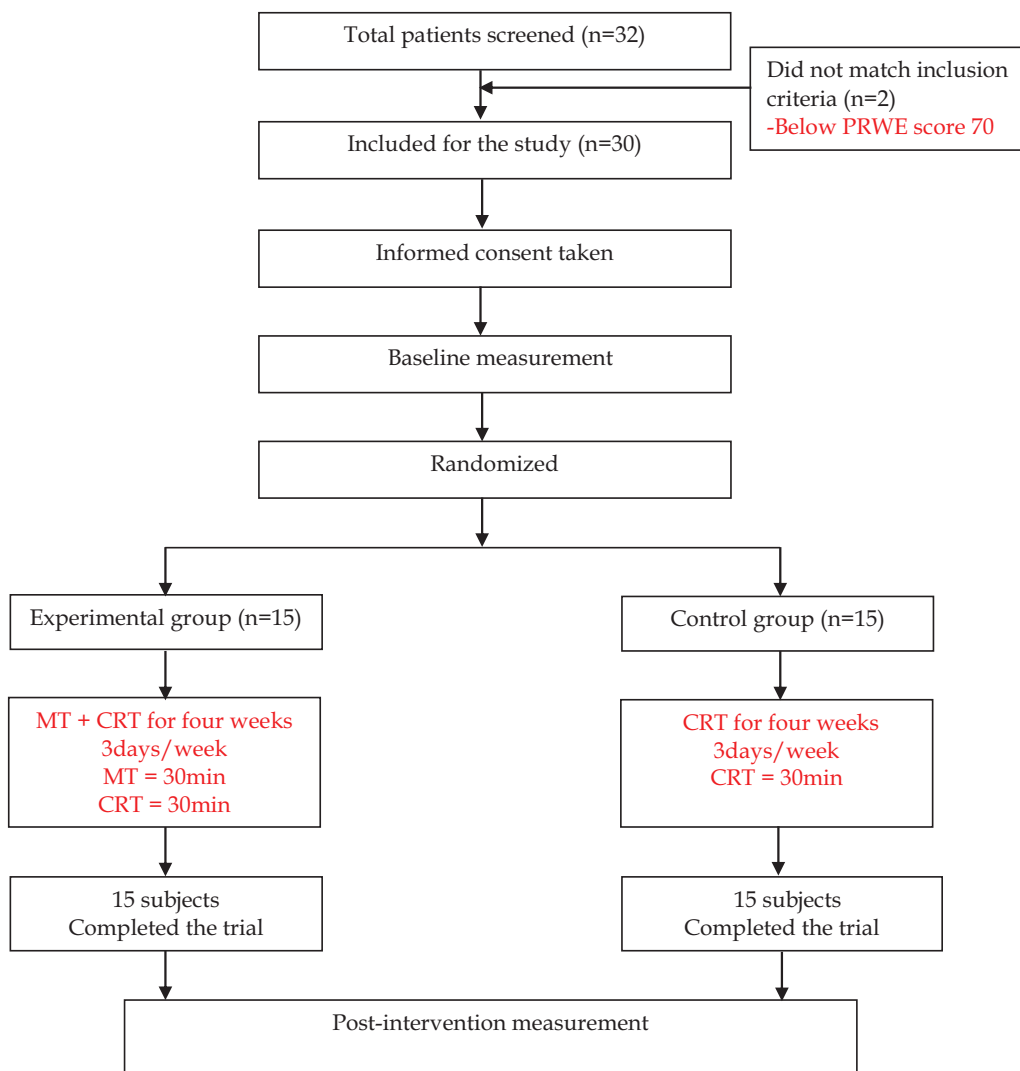 Total patients screened (n=32)
Did not match inclusion
criteria (n=2)
-Below PRWE score 70
Included for the study (n=30)
Informed consent taken
Baseline measurement
Randomized
Experimental group (n=15)
Control group (n=15)
MT + CRT for four weeks
3days/week
MT = 30min
CRT = 30min
CRT for four weeks
3days/week
CRT = 30min
15 subjects
Completed the trial
15 subjects
Completed the trial
Post-intervention measurement